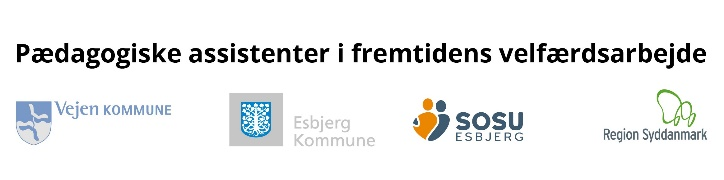 Pædagogiske assistenter i fremtidens velfærdsarbejde
Vejen KOMMUNE
Esbjerg
Kommune
SOSU
ESBJERG
Region Syddanmark